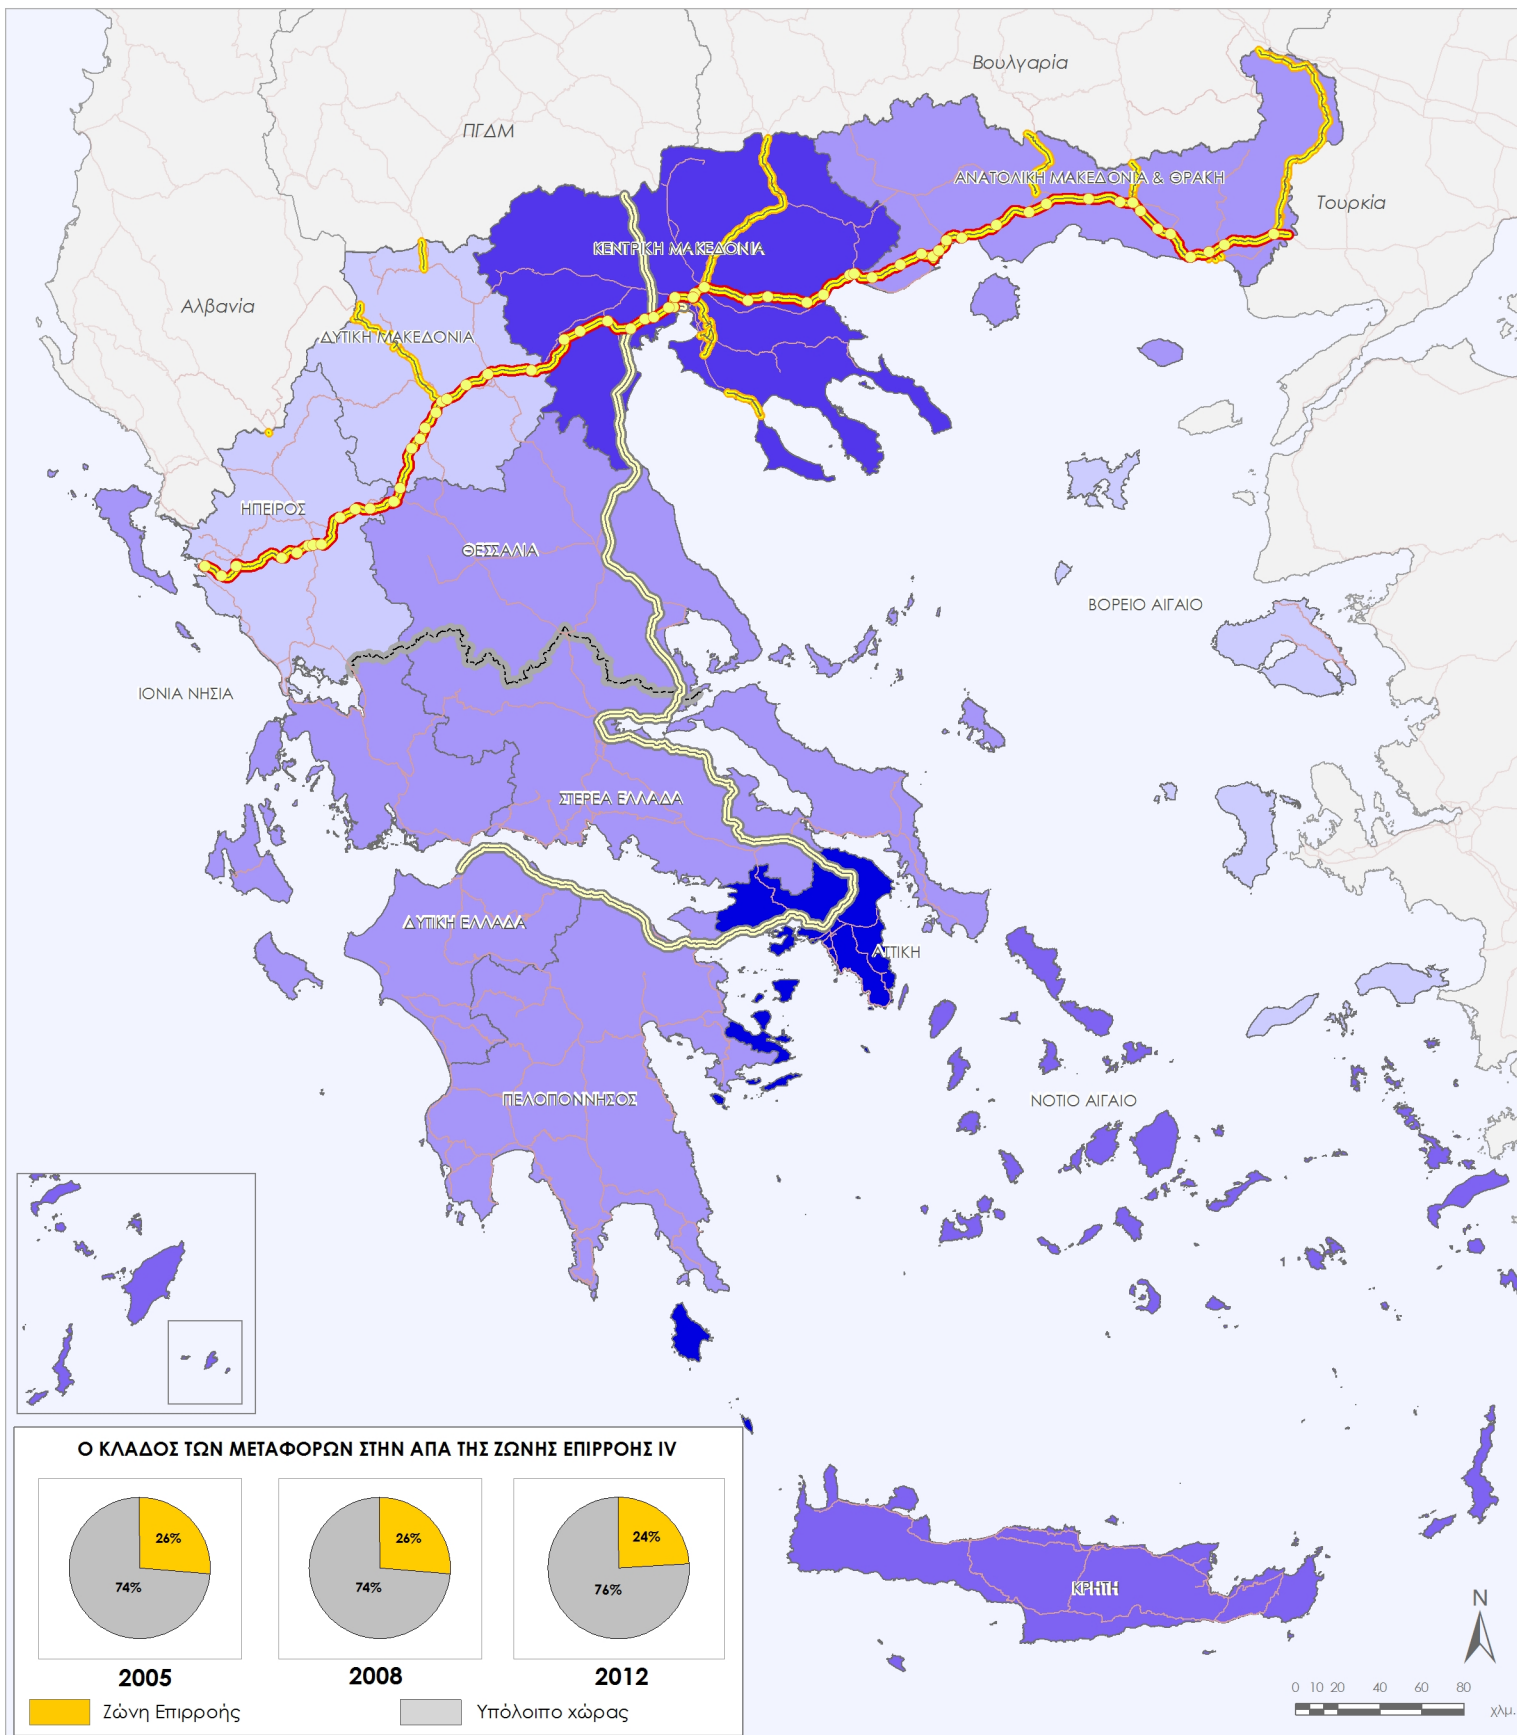 Βουλγαρία
ΠΓΔΜ
ΑΝΑΤΟΛΙΚΗ ΜΑΚΕΔΟΝΙΑ & ΘΡΑΚΗ
Τουρκία
ΚΕΝΤΡΙΚΗ ΜΑΚΕΔΟΝΙΑ
Αλβανία
ΔΥΤΙΚΗ ΜΑΚΕΔΟΝΙΑ
ΗΠΕΙΡΟΣ
ΘΕΣΣΑΛΙΑ
ΒΟΡΕΙΟ ΑΙΓΑΙΟ
ΙΟΝΙΑ ΝΗΣΙΑ
ΣΤΕΡΕΑ ΕΛΛΑΔΑ
ΔΥΤΙΚΗ ΕΛΛΑΔΑ
ΑΤΤΙΚΗ
ΠΕΛΟΠΟΝΝΗΣΟΣ
ΝΟΤΙΟ ΑΙΓΑΙΟ
ΚΡΗΤΗ
Ο ΚΛΑΔΟΣ ΤΩΝ ΜΕΤΑΦΟΡΩΝ ΣΤΗΝ ΑΠΑ ΤΗΣ ΖΩΝΗΣ ΕΠΙΡΡΟΗΣ IV
26% 26% 24%
74% 74% 76%
2005 2008 2012
Ζώνη Επιρροής Υπόλοιπο χώρας
N
0 10 20 40 60 80
χλμ.